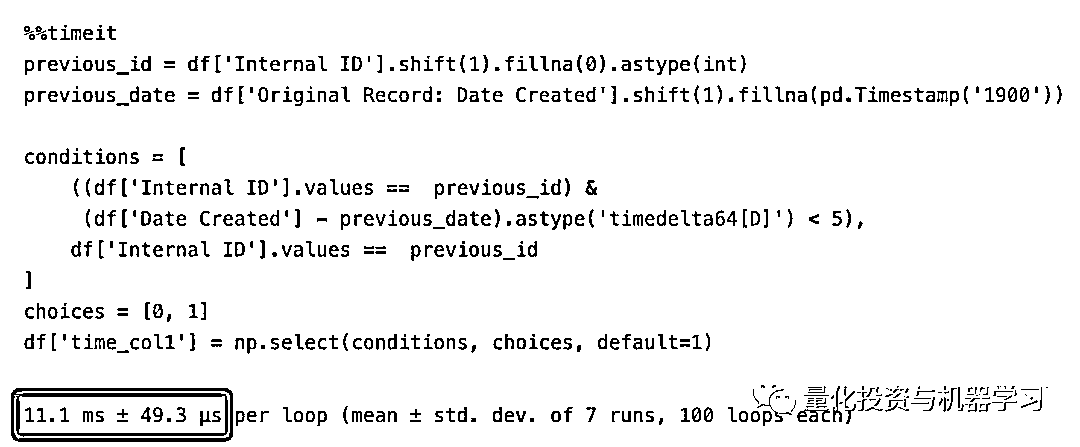 %%timeit
previous_id = df['Internal ID'].shift(1).fillna(0).astype(int)
previous_date = df['Original Record: Date Created'].shift(1).fillna(pd.Timestamp('1900'))
conditions = [
    ((df['Internal ID'].values ==  previous_id) &
     (df['Date Created'] - previous_date).astype('timedelta64[D]') < 5),
    df['Internal ID'].values ==  previous_id
]
choices = [0, 1]
df['time_col1'] = np.select(conditions, choices, default=1)
11.1 ms ± 49.3 µs per loop (mean ± std. dev. of 7 runs, 100 loops each)
量化投资与机器学习